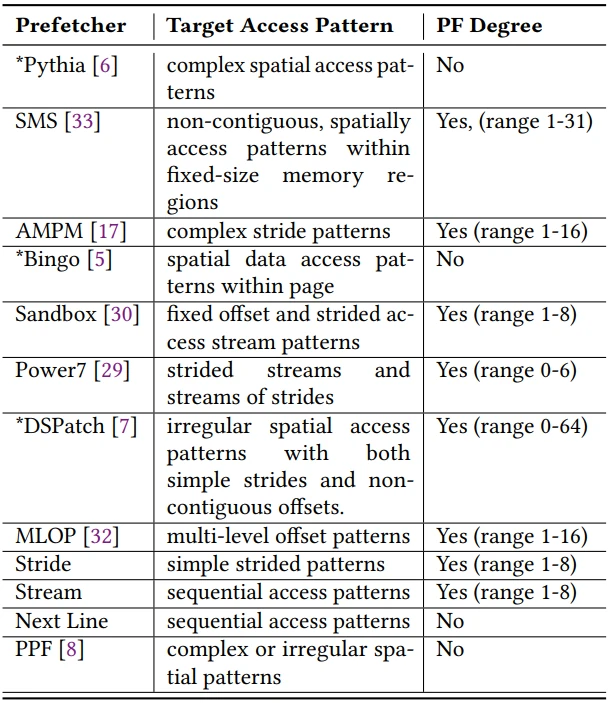 Prefetcher Target Access Pattern PF Degree
*Pythia [6] complex spatial access pat- No
terns
SMS [33] non-contiguous, spatially Yes, (range 1-31)
access patterns within
fixed-size memory re-
gions
AMPM [17] complex stride patterns Yes (range 1-16)
*Bingo [5] spatial data access pat- No
terns within page
Sandbox [30] fixed offset and strided ac- Yes (range 1-8)
cess stream patterns
Power7 [29] strided streams and Yes (range 0-6)
streams of strides
*DSPatch [7] irregular spatial access Yes (range 0-64)
patterns with both
simple strides and non-
contiguous offsets.
MLOP [32] multi-level offset patterns Yes (range 1-16)
Stride simple strided patterns Yes (range 1-8)
Stream sequential access patterns Yes (range 1-8)
Next Line sequential access patterns No
PPF [8] complex or irregular spa- No
tial patterns